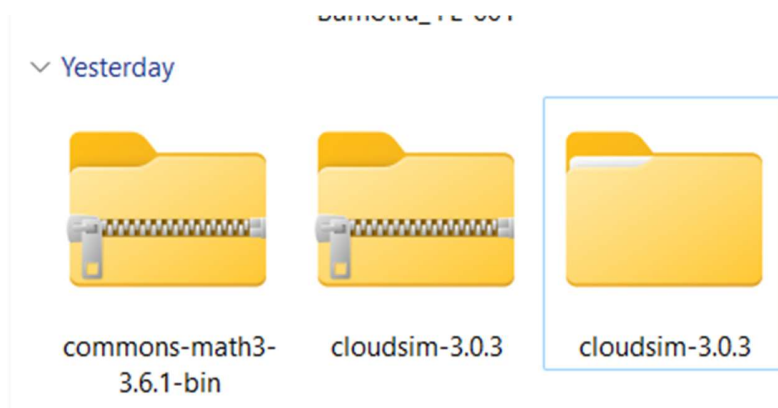 Yesterday
commons-math3-
3.6.1-bin
cloudsim-3.0.3
cloudsim-3.0.3